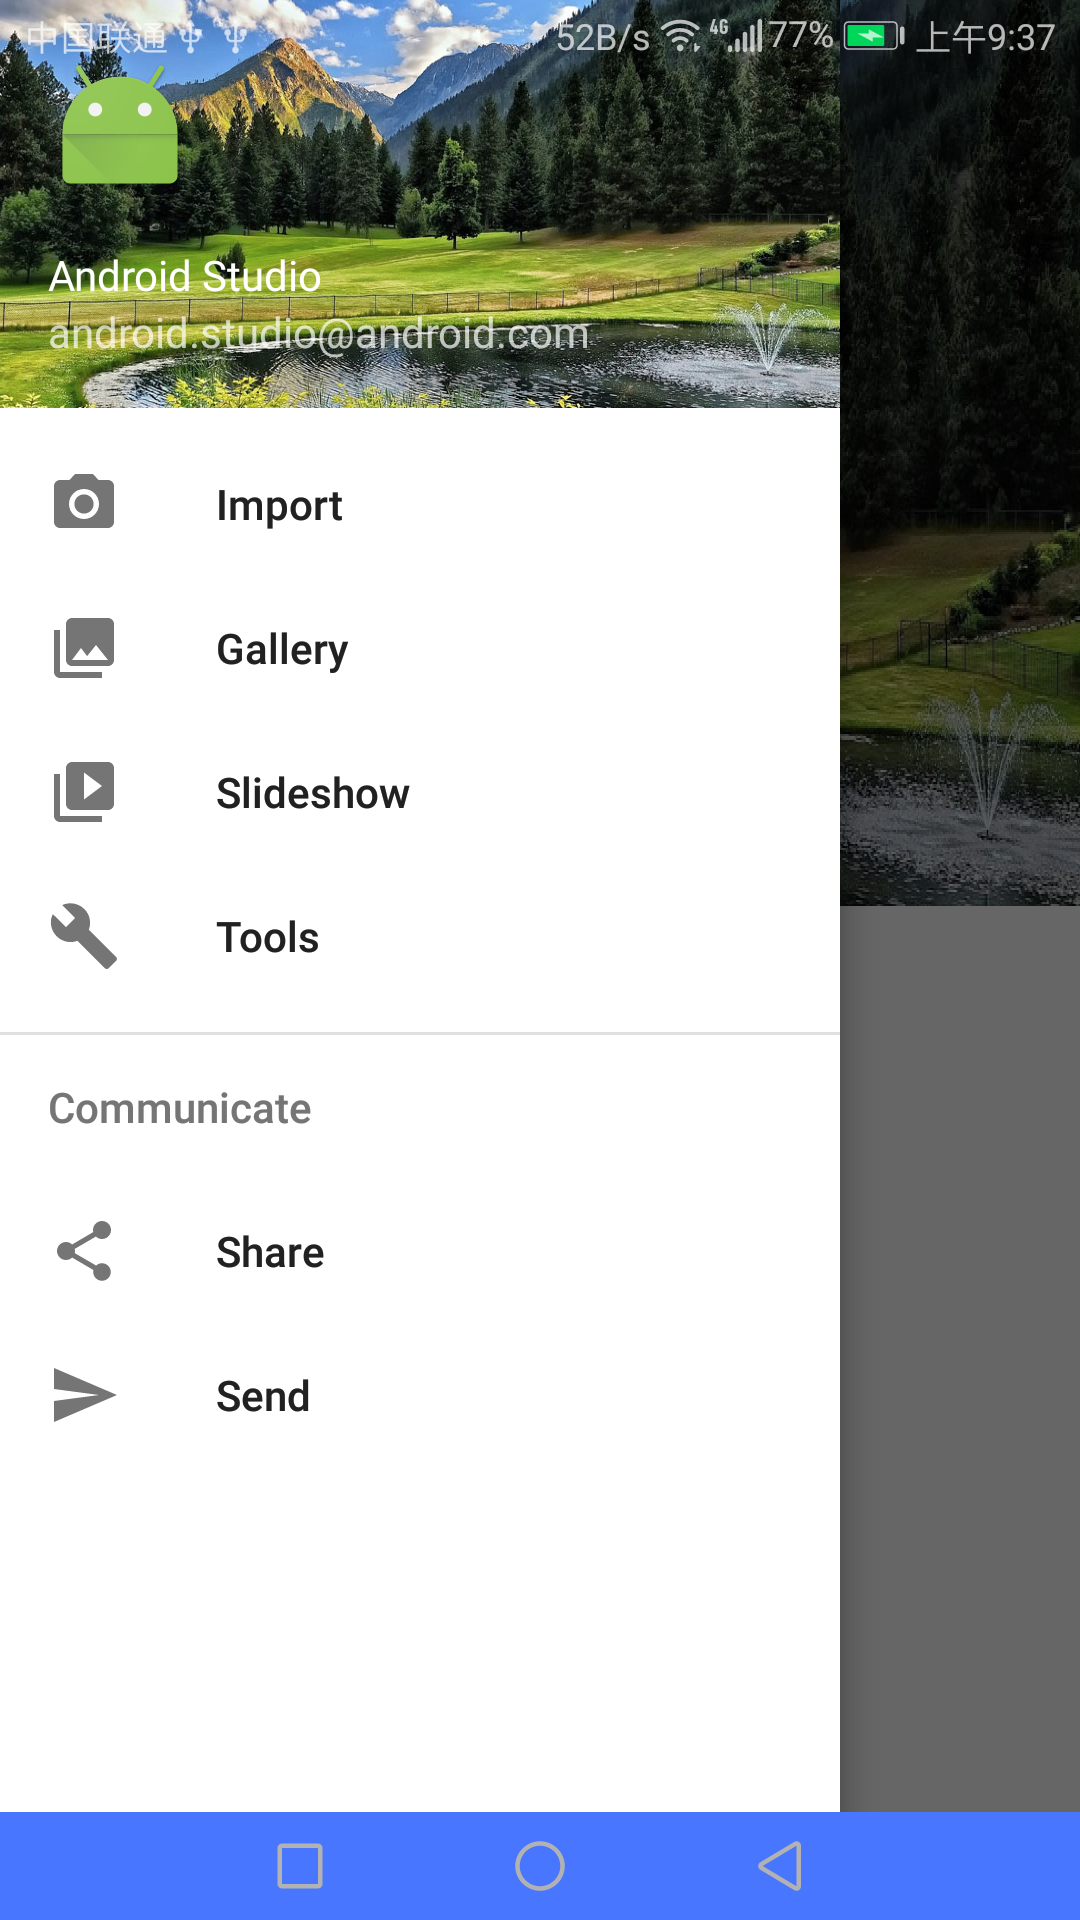 中国联通 52B/s 4G 77% 上午9:37
Android Studio
android.studio@android.com
Import
Gallery
Slideshow
Tools
Communicate
Share
Send